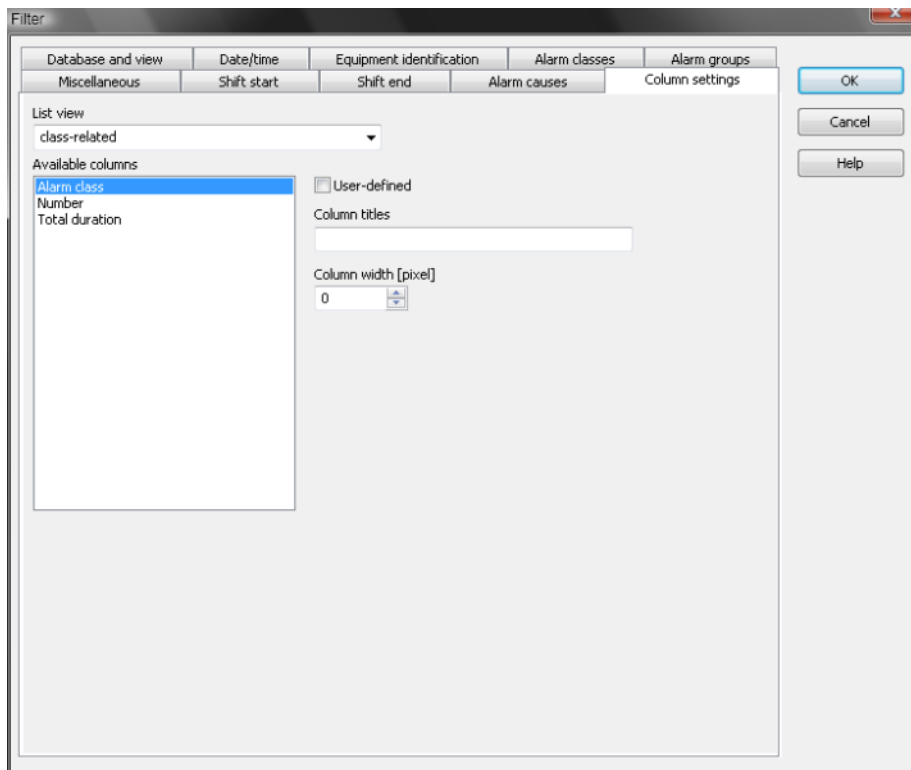 Filter
Database and view Date/time Equipment identification Alarm classes Alarm groups
Miscellaneous Shift start Shift end Alarm causes Column settings
OK
List view
class-related
Cancel
Available columns
Help
Alarm class
User-defined
Number
Column titles
Total duration
Column width [pixel]
0